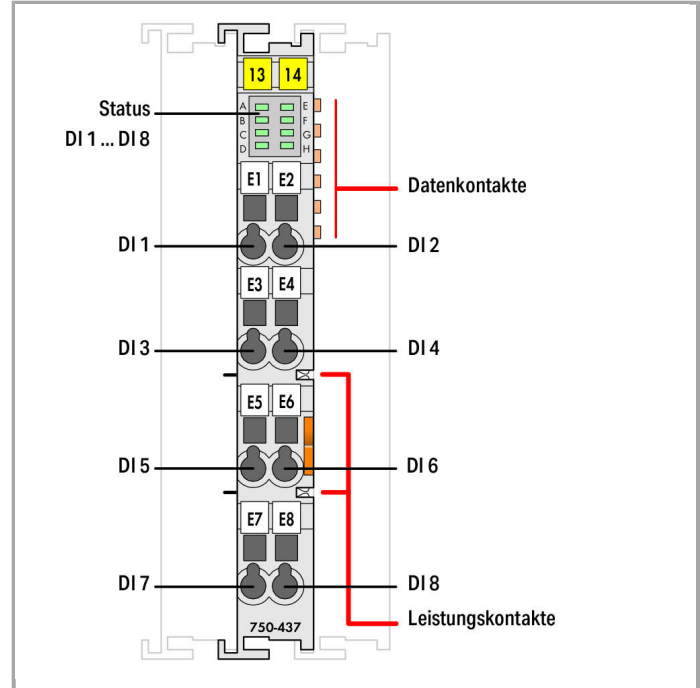 13 14
Status
DI 1 ... DI 8
A E
B F
C G
D H
E1 E2
Datenkontakte
DI 1 DI 2
E3 E4
DI 3 DI 4
E5 E6
DI 5 DI 6
E7 E8
DI 7 DI 8
Leistungskontakte
750-437